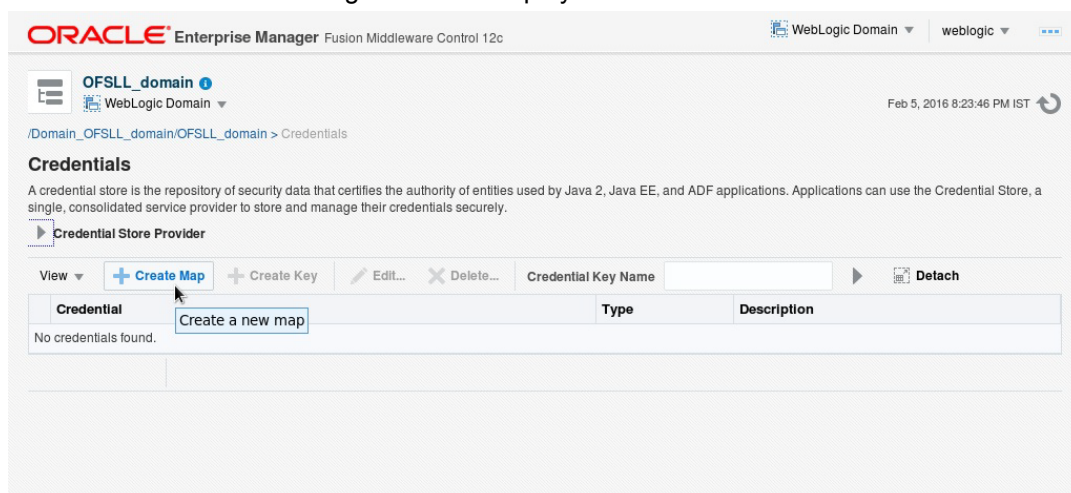 ORACLE Enterprise Manager Fusion Middleware Control 12c
WebLogic Domain
weblogic
OFSLL_domain
WebLogic Domain
Feb 5, 2016 8:23:46 PM IST
/Domain_OFSLL_domain/OFSLL_domain > Credentials
Credentials
A credential store is the repository of security data that certifies the authority of entities used by Java 2, Java EE, and ADF applications. Applications can use the Credential Store, a
single, consolidated service provider to store and manage their credentials securely.
Credential Store Provider
View Create Map Create Key Edit... Delete... Credential Key Name Detach
Credential Type Description
Create a new map
No credentials found.